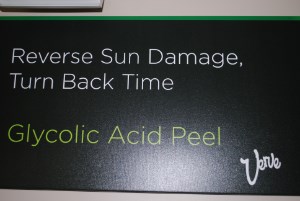 Reverse Sun Damage,
Turn Back Time
Glycolic Acid Peel
Verve